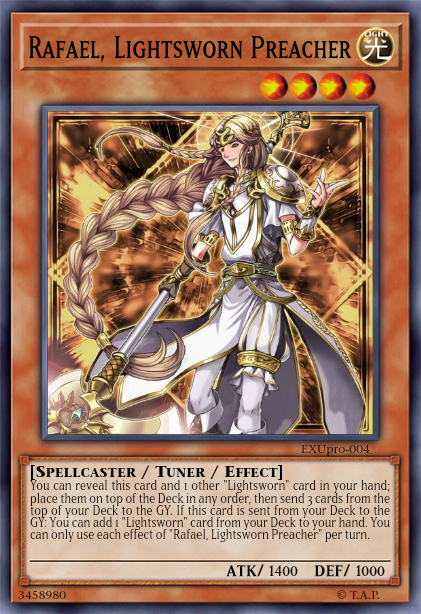 Rafael, Lightsworn Preacher
LIGHT
光
EXUpro-004
[Spellcaster / Tuner / Effect]
You can reveal this card and 1 other "Lightsworn" card in your hand;
place them on top of the Deck in any order, then send 3 cards from the
top of your Deck to the GY. If this card is sent from your Deck to the
GY: You can add 1 "Lightsworn" card from your Deck to your hand. You
can only use each effect of "Rafael, Lightsworn Preacher" per turn.
ATK/ 1400 DEF/ 1000
3458980 © T.A.P.